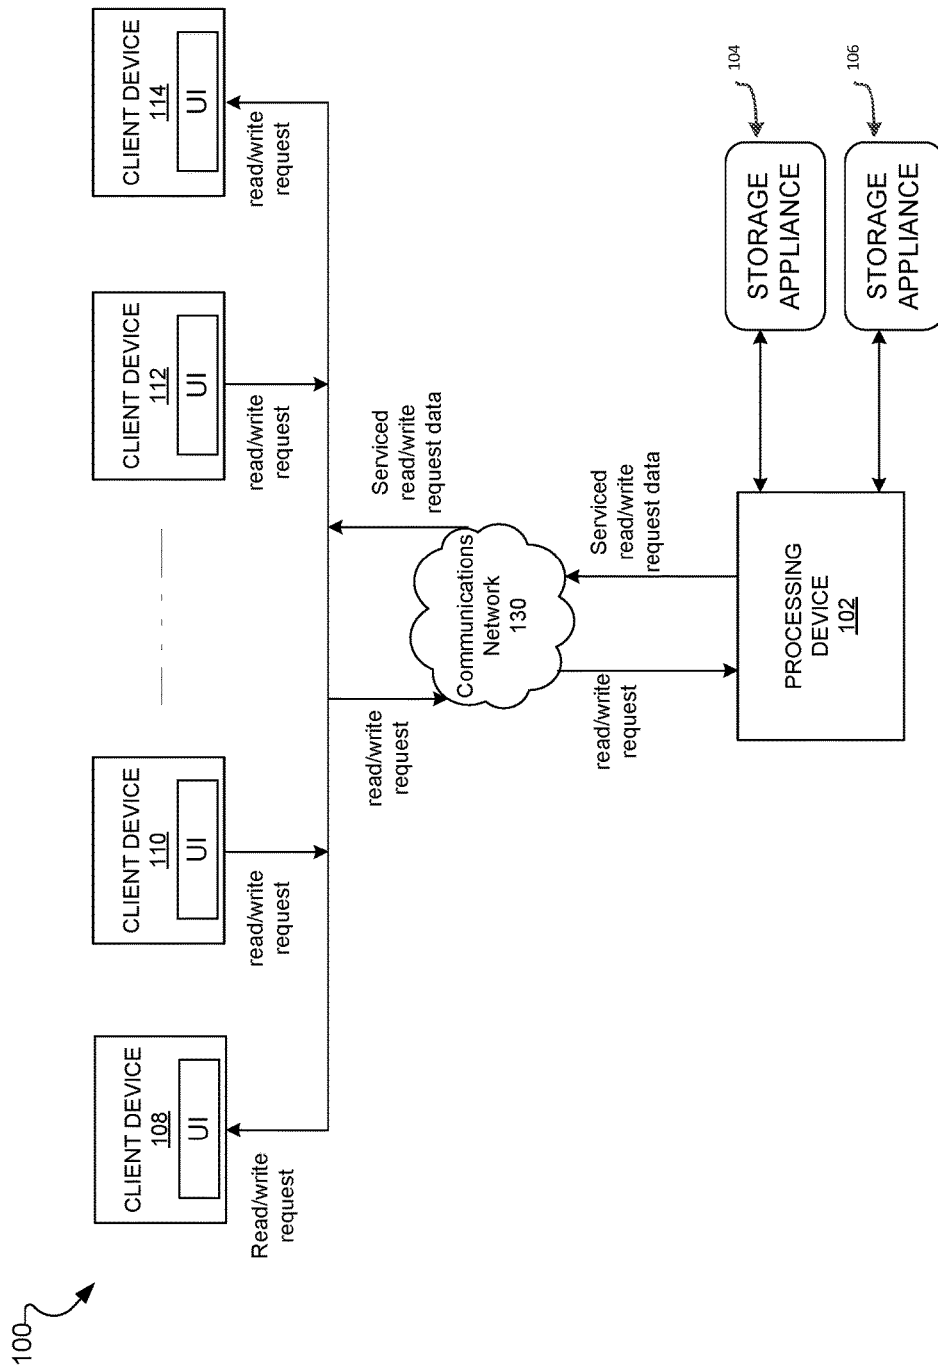 100
CLIENT DEVICE
108
UI
CLIENT DEVICE
110
UI
CLIENT DEVICE
112
UI
CLIENT DEVICE
114
UI
Read/write
request
read/write
request
read/write
request
read/write
request
read/write
request
Serviced
read/write
request data
Communications
Network
130
read/write
request
Serviced
read/write
request data
PROCESSING
DEVICE
102
STORAGE
APPLIANCE
104
STORAGE
APPLIANCE
106